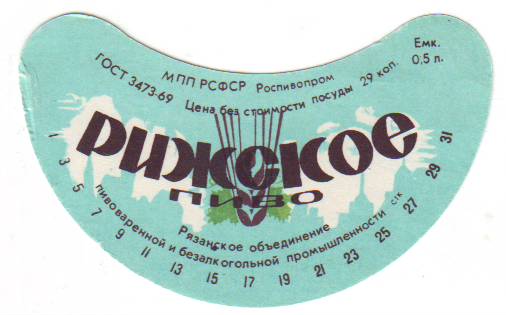 МПП РСФСР Роспивопром
ГОСТ 3473-69 Цена без стоимости посуды 29 коп.
Емк.
0,5 л.
Рижское
ПИВО
Рязанское объединение
пивоваренной и безалкогольной промышленности СГК
1 3 5 7 9 11 13 15 17 19 21 23 25 27 29 31